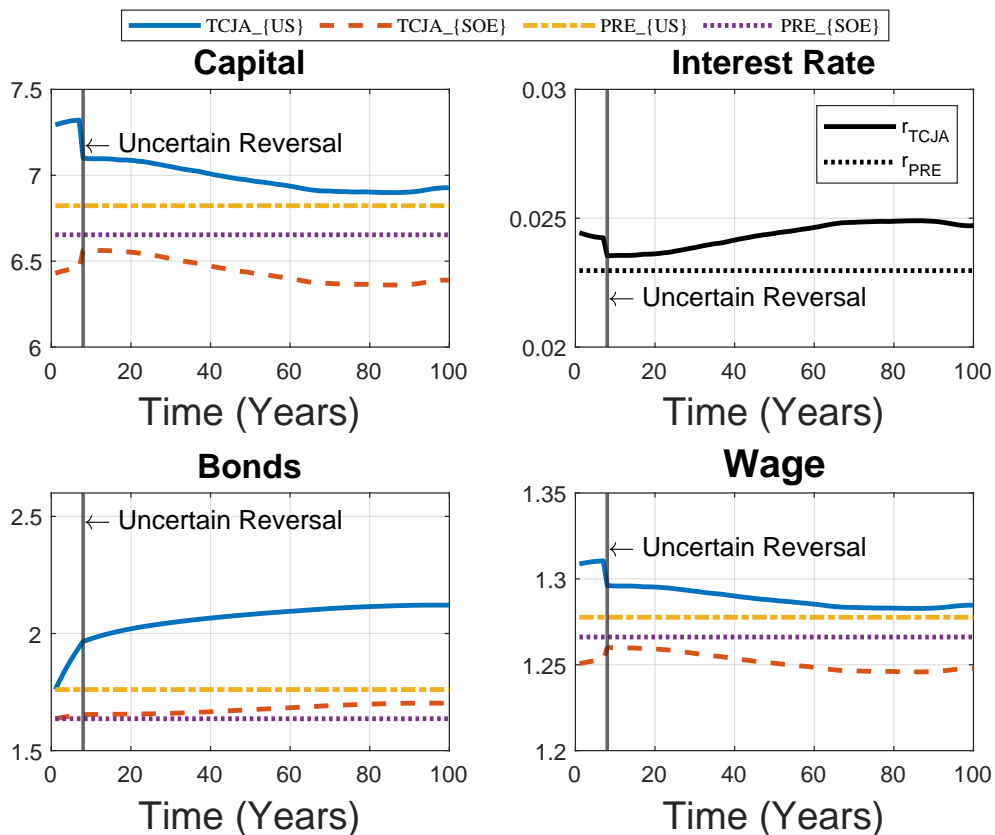 TCJA_{US} TCJA_{SOE} PRE_{US} PRE_{SOE}
Capital
7.5
7
6.5
6
← Uncertain Reversal
0 20 40 60 80 100
Time (Years)
Interest Rate
0.03
0.025
0.02
r_TCJA
r_PRE
← Uncertain Reversal
0 20 40 60 80 100
Time (Years)
Bonds
2.5
2
1.5
← Uncertain Reversal
0 20 40 60 80 100
Time (Years)
Wage
1.35
1.3
1.25
1.2
← Uncertain Reversal
0 20 40 60 80 100
Time (Years)